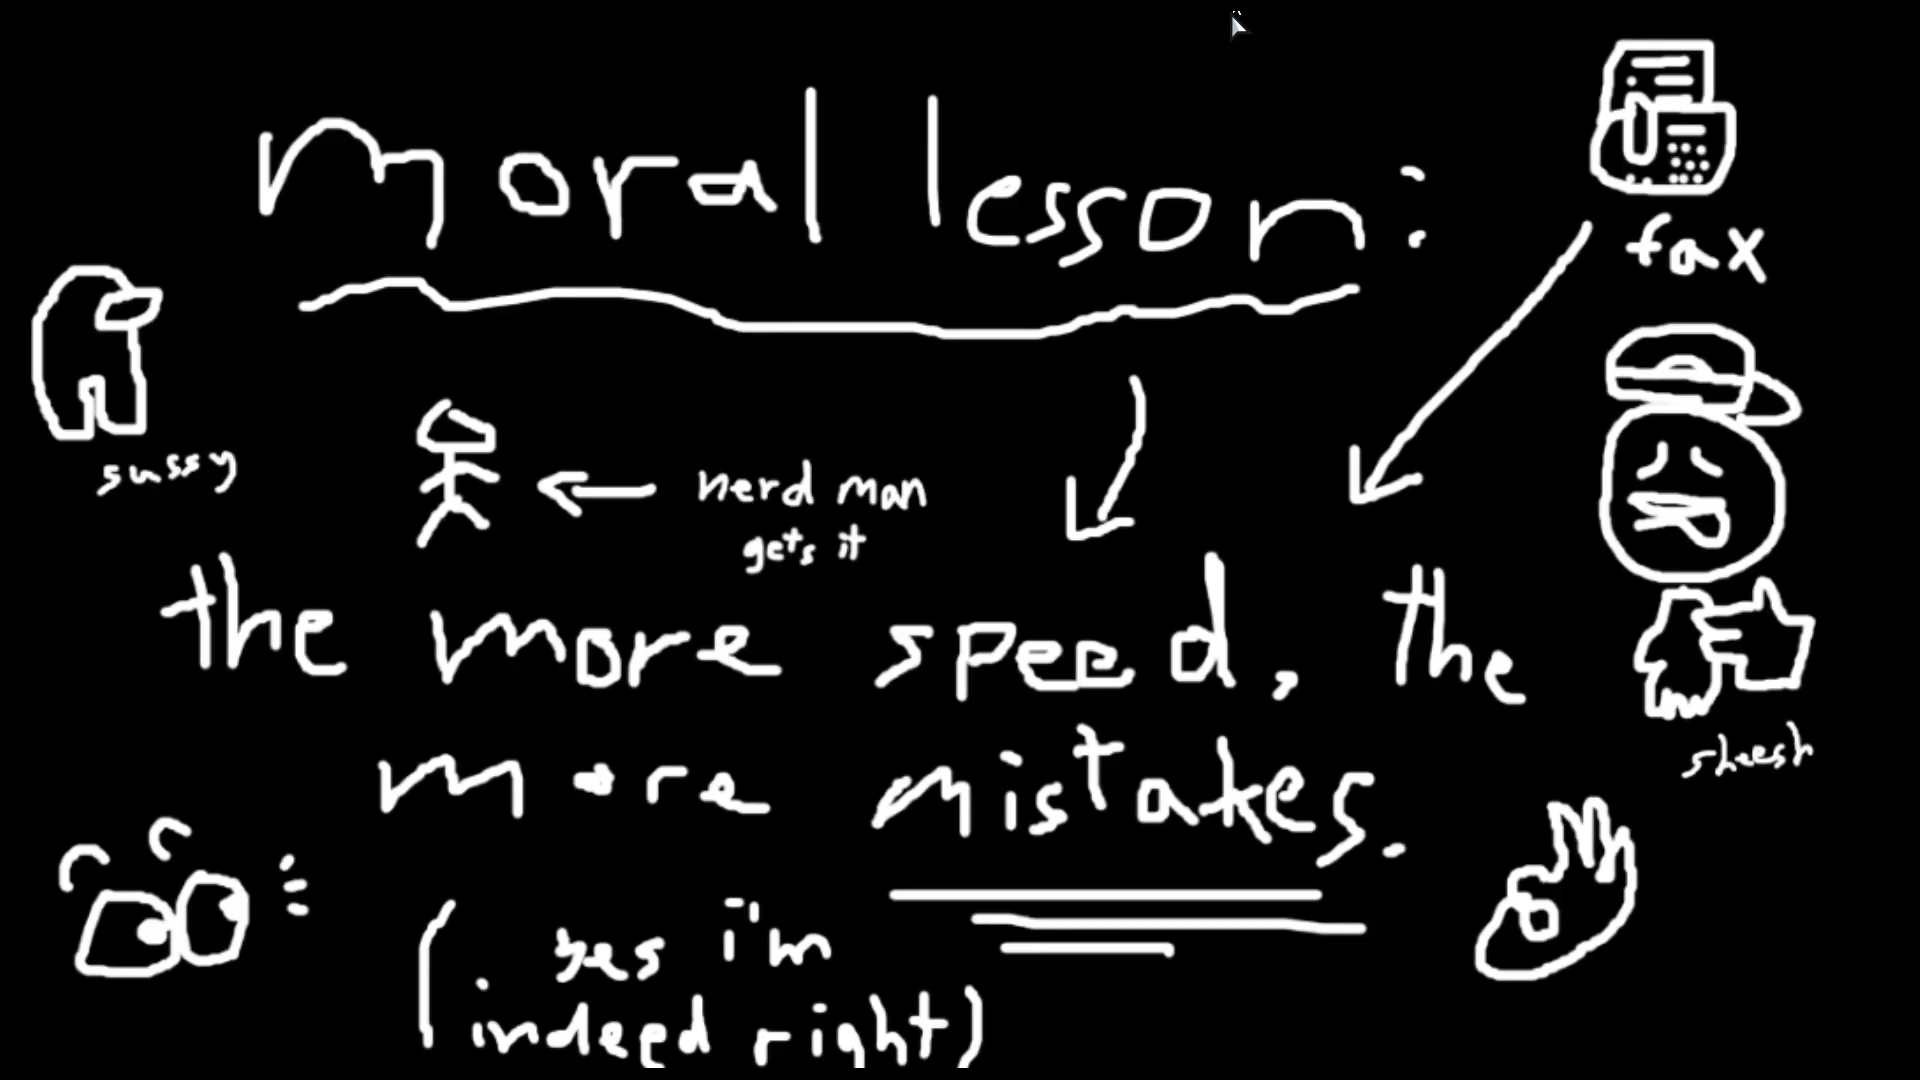 moral lesson:
fax
sussy
nerd man
gets it
the more speed, the
more mistakes.
sheesh
(yes i'm
indeed right)